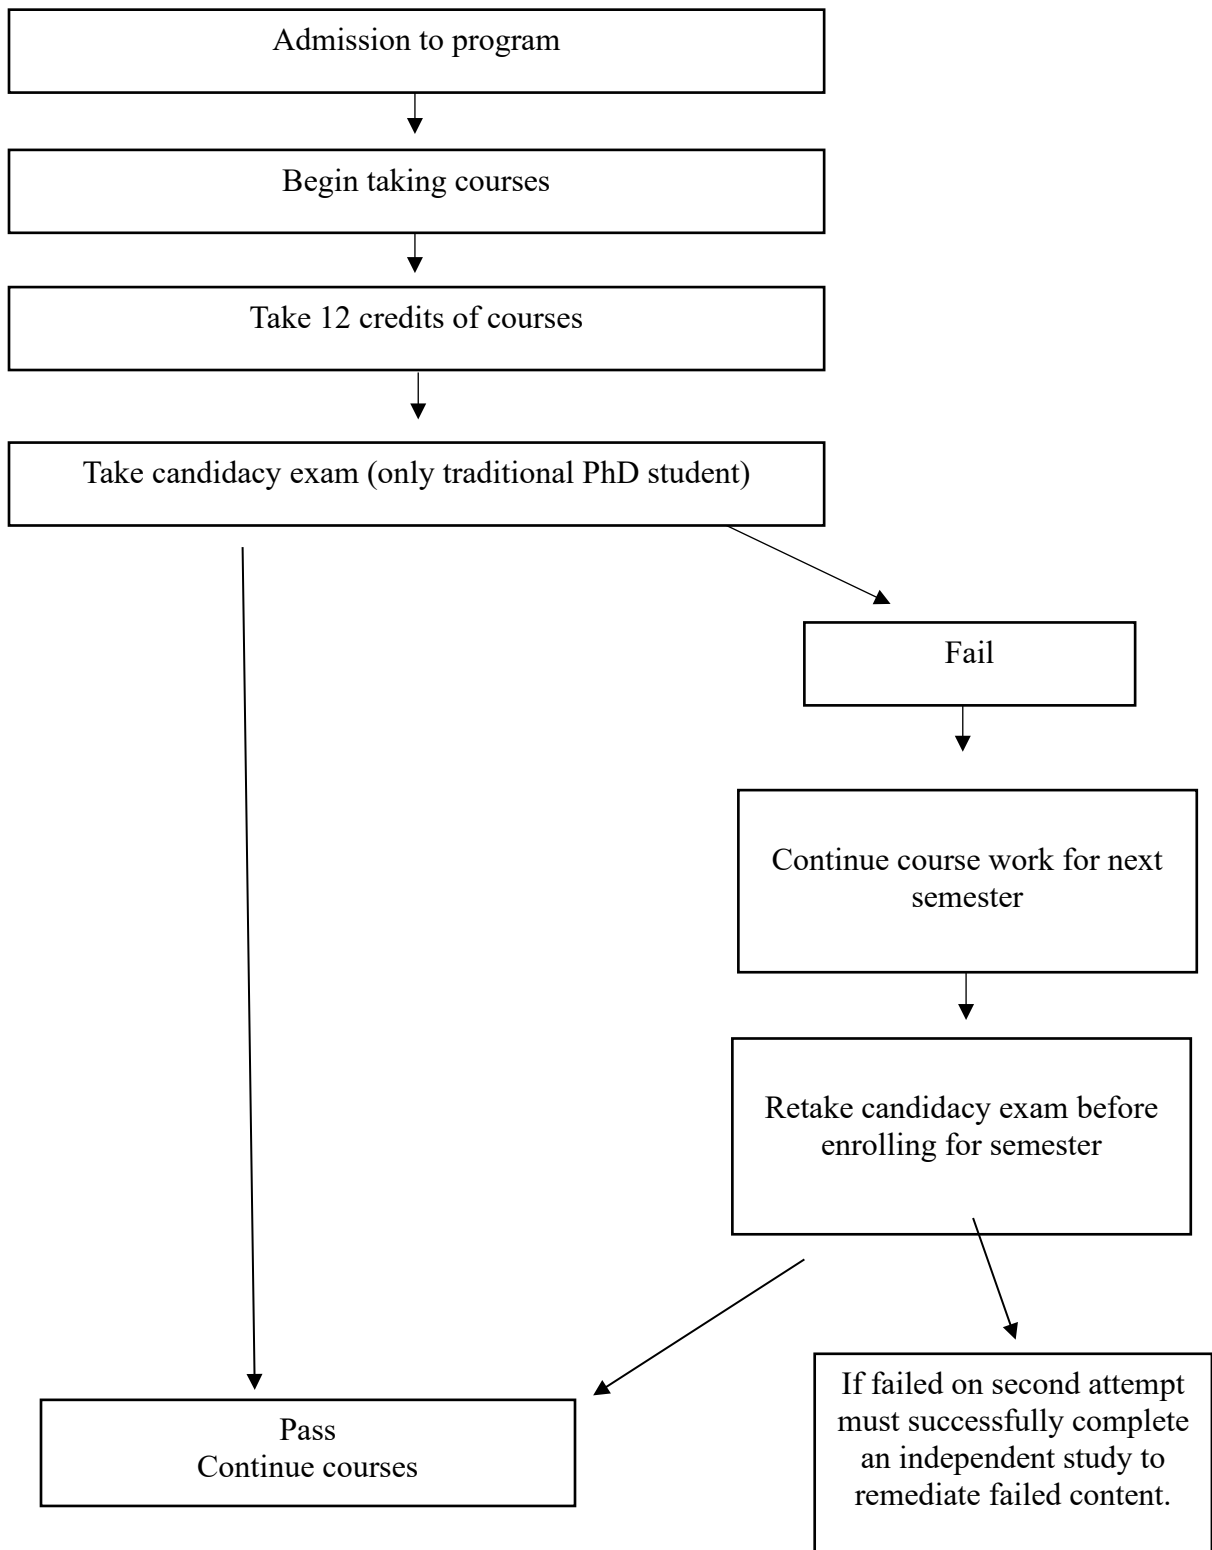 Admission to program
Begin taking courses
Take 12 credits of courses
Take candidacy exam (only traditional PhD student)
Fail
Continue course work for next
semester
Retake candidacy exam before
enrolling for semester
Pass
Continue courses
If failed on second attempt
must successfully complete
an independent study to
remediate failed content.